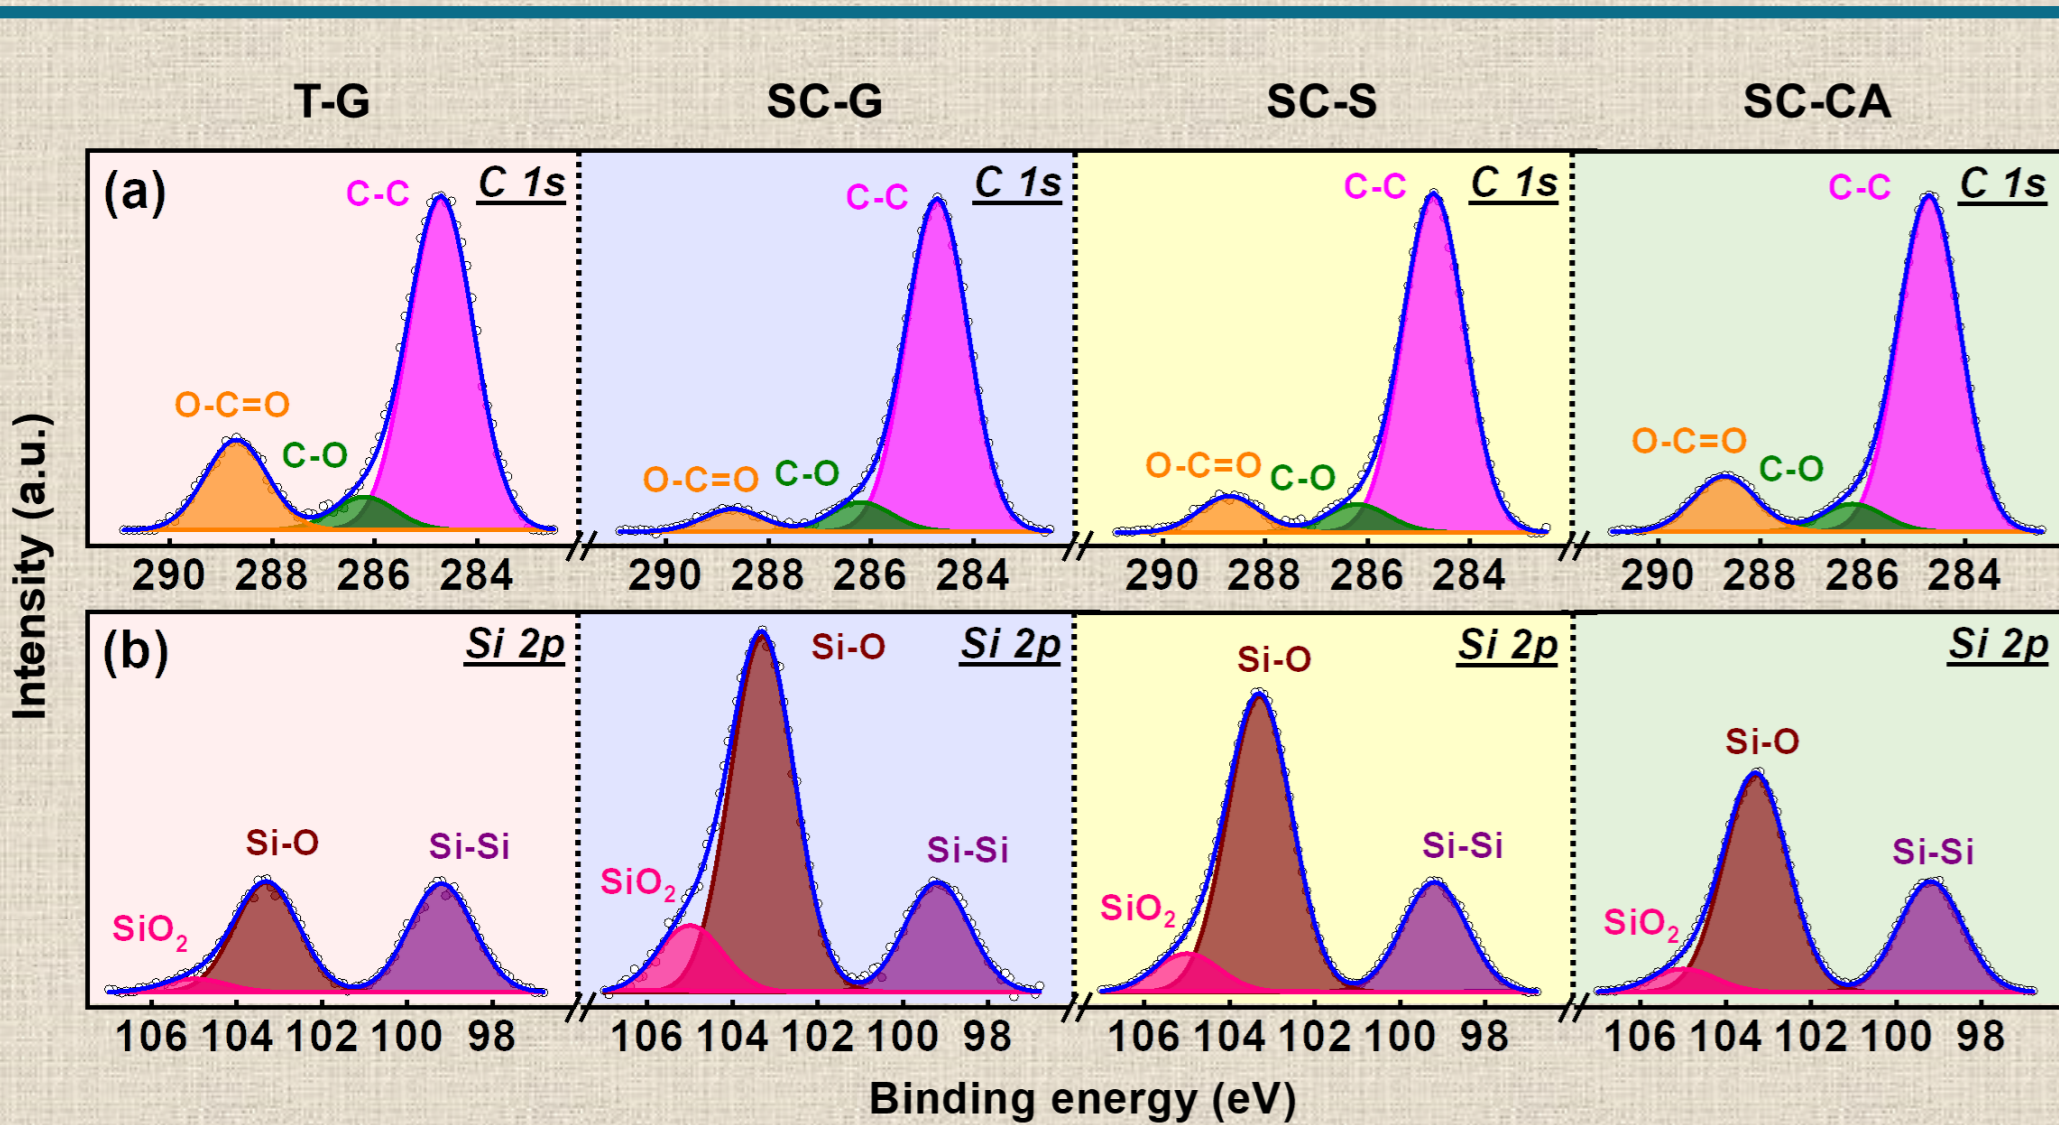 T-G SC-G SC-S SC-CA
(a) C-C C 1s C-C C 1s C-C C 1s C-C C 1s
O-C=O C-O O-C=O C-O O-C=O C-O O-C=O C-O
290 288 286 284 290 288 286 284 290 288 286 284 290 288 286 284
Intensity (a.u.)
(b) Si 2p Si-O Si 2p Si-O Si 2p Si-O Si 2p
SiO2 Si-O Si-Si SiO2 Si-Si SiO2 Si-Si SiO2 Si-Si
106 104 102 100 98 106 104 102 100 98 106 104 102 100 98 106 104 102 100 98
Binding energy (eV)